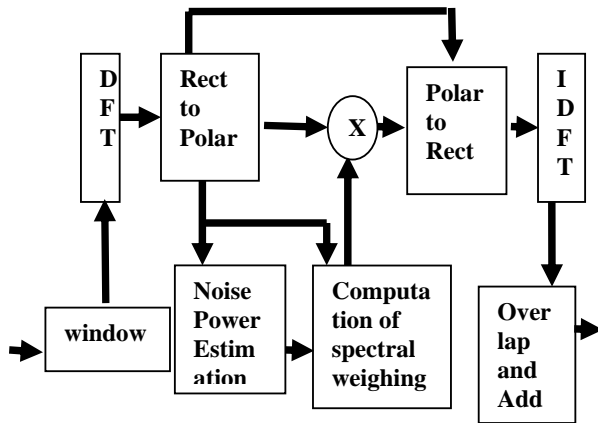 D
F
T
Rect
to
Polar
X
Polar
to
Rect
I
D
F
T
window
Noise
Power
Estim
ation
Computa
tion of
spectral
weighing
Over
lap
and
Add